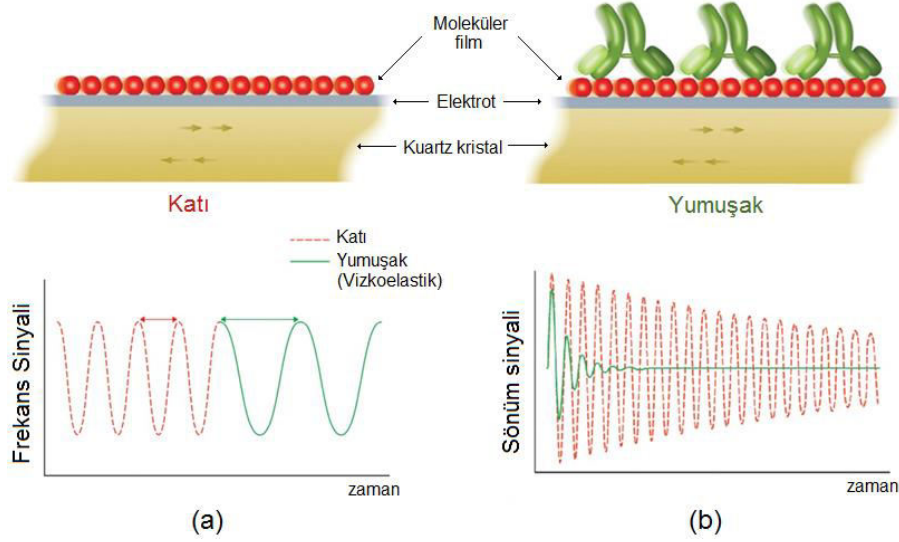 Moleküler
film
Elektrot
Kuartz kristal
Katı
Yumuşak
Katı
Yumuşak
(Vizkoelastik)
Frekans Sinyali
zaman
(a)
Sönüm sinyali
zaman
(b)